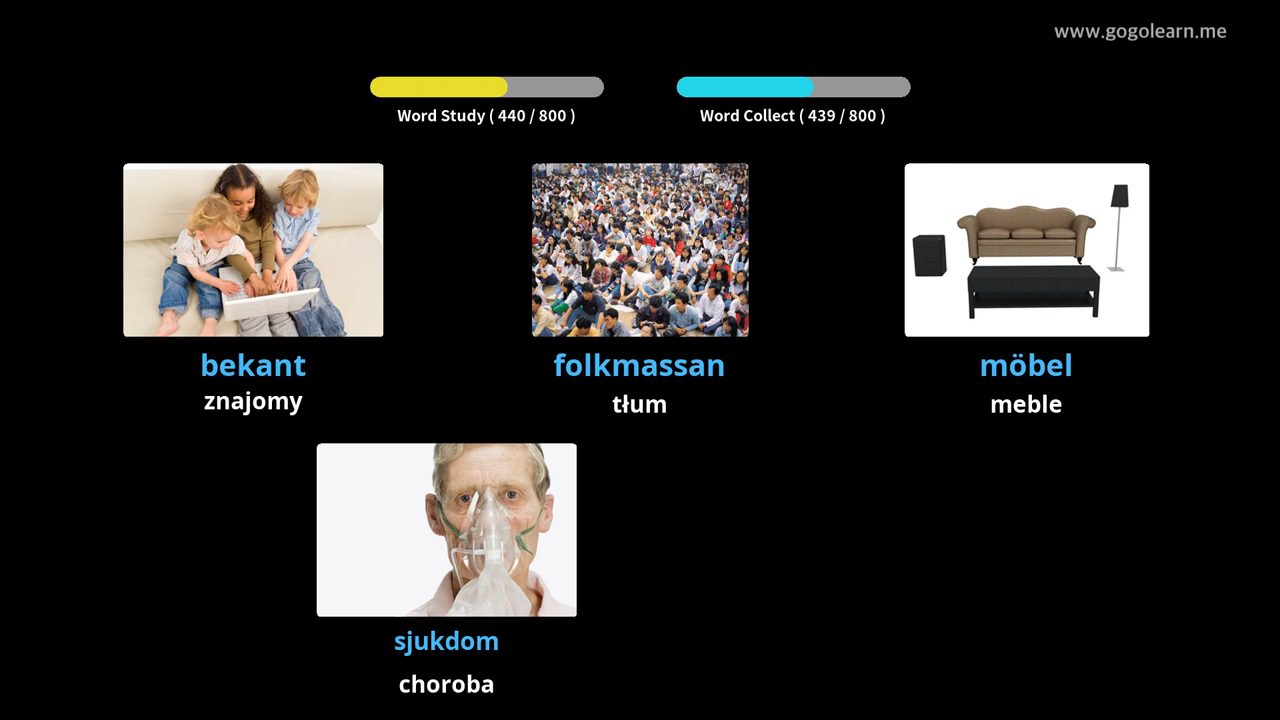 www.gogolearn.me
Word Study ( 440 / 800 )
Word Collect ( 439 / 800 )
bekant
znajomy
folkmassan
tłum
möbel
meble
sjukdom
choroba